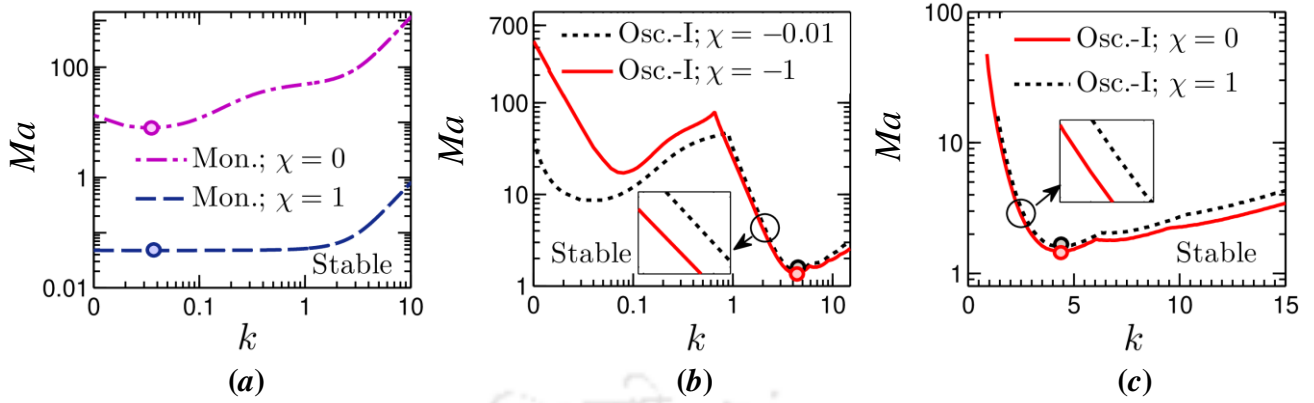 Ma
100
1
0.01
Mon.; χ = 0
Mon.; χ = 1
Stable
0
0.1
1
10
k
(a)
Ma
700
100
10
1
Osc.-I; χ = −0.01
Osc.-I; χ = −1
Stable
0
0.1
1
10
k
(b)
Ma
100
10
1
Osc.-I; χ = 0
Osc.-I; χ = 1
Stable
0
5
10
15
k
(c)